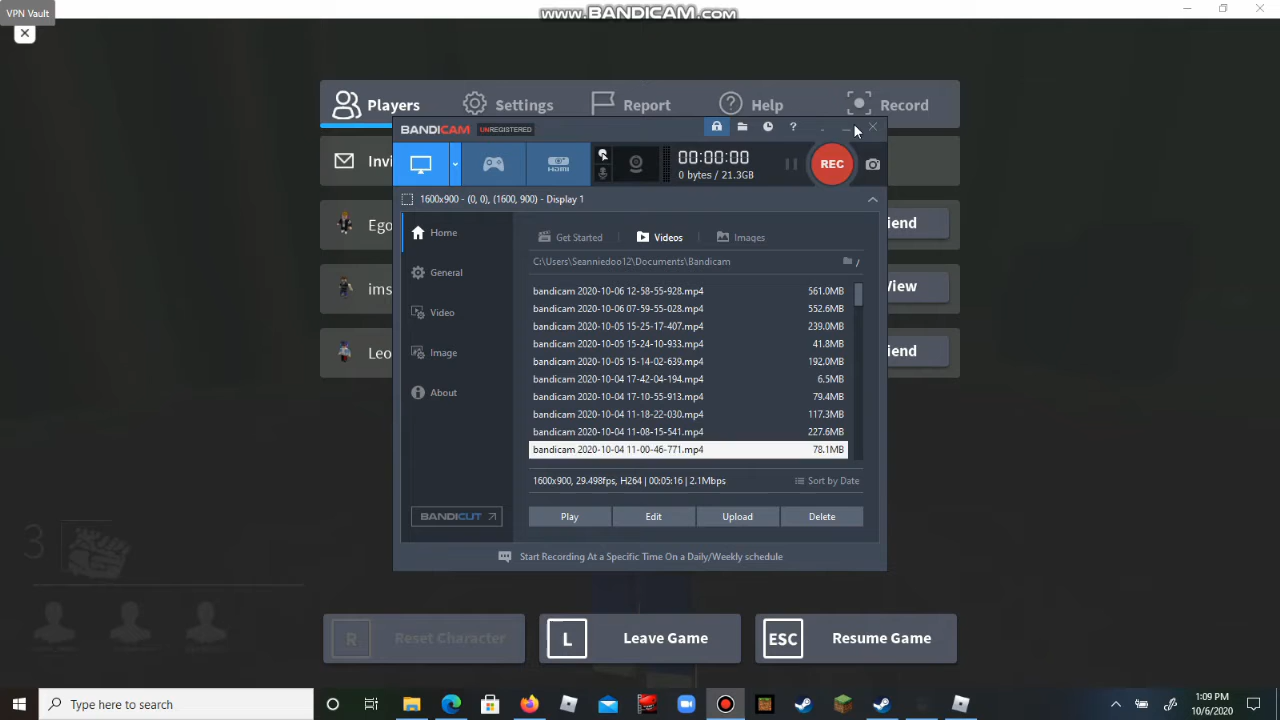 VPN Vault
www.BANDICAM.com
Players
Settings
Report
Help
Record
Invi
BANDICAM UNREGISTERED
HDMI
00:00:00
0 bytes / 21.3GB
REC
1600x900 - (0, 0), (1600, 900) - Display 1
Home
General
Video
Image
About
BANDICUT
Get Started
Videos
Images
C:\Users\Seanniedoo12\Documents\Bandicam
bandicam 2020-10-06 12-58-55-928.mp4 561.0MB
bandicam 2020-10-06 07-59-55-028.mp4 552.6MB
bandicam 2020-10-05 15-25-17-407.mp4 239.0MB
bandicam 2020-10-05 15-24-10-933.mp4 41.8MB
bandicam 2020-10-05 15-14-02-639.mp4 192.0MB
bandicam 2020-10-04 17-42-04-194.mp4 6.5MB
bandicam 2020-10-04 17-10-55-913.mp4 79.4MB
bandicam 2020-10-04 11-18-22-030.mp4 117.3MB
bandicam 2020-10-04 11-08-15-541.mp4 227.6MB
bandicam 2020-10-04 11-00-46-771.mp4 78.1MB
1600x900, 29.498fps, H264 | 00:05:16 | 2.1Mbps
Sort by Date
Play
Edit
Upload
Delete
Start Recording At a Specific Time On a Daily/Weekly schedule
Ego
ims
Leo
iend
View
iend
3
R Reset Character
L Leave Game
ESC Resume Game
Type here to search
1:09 PM
10/6/2020